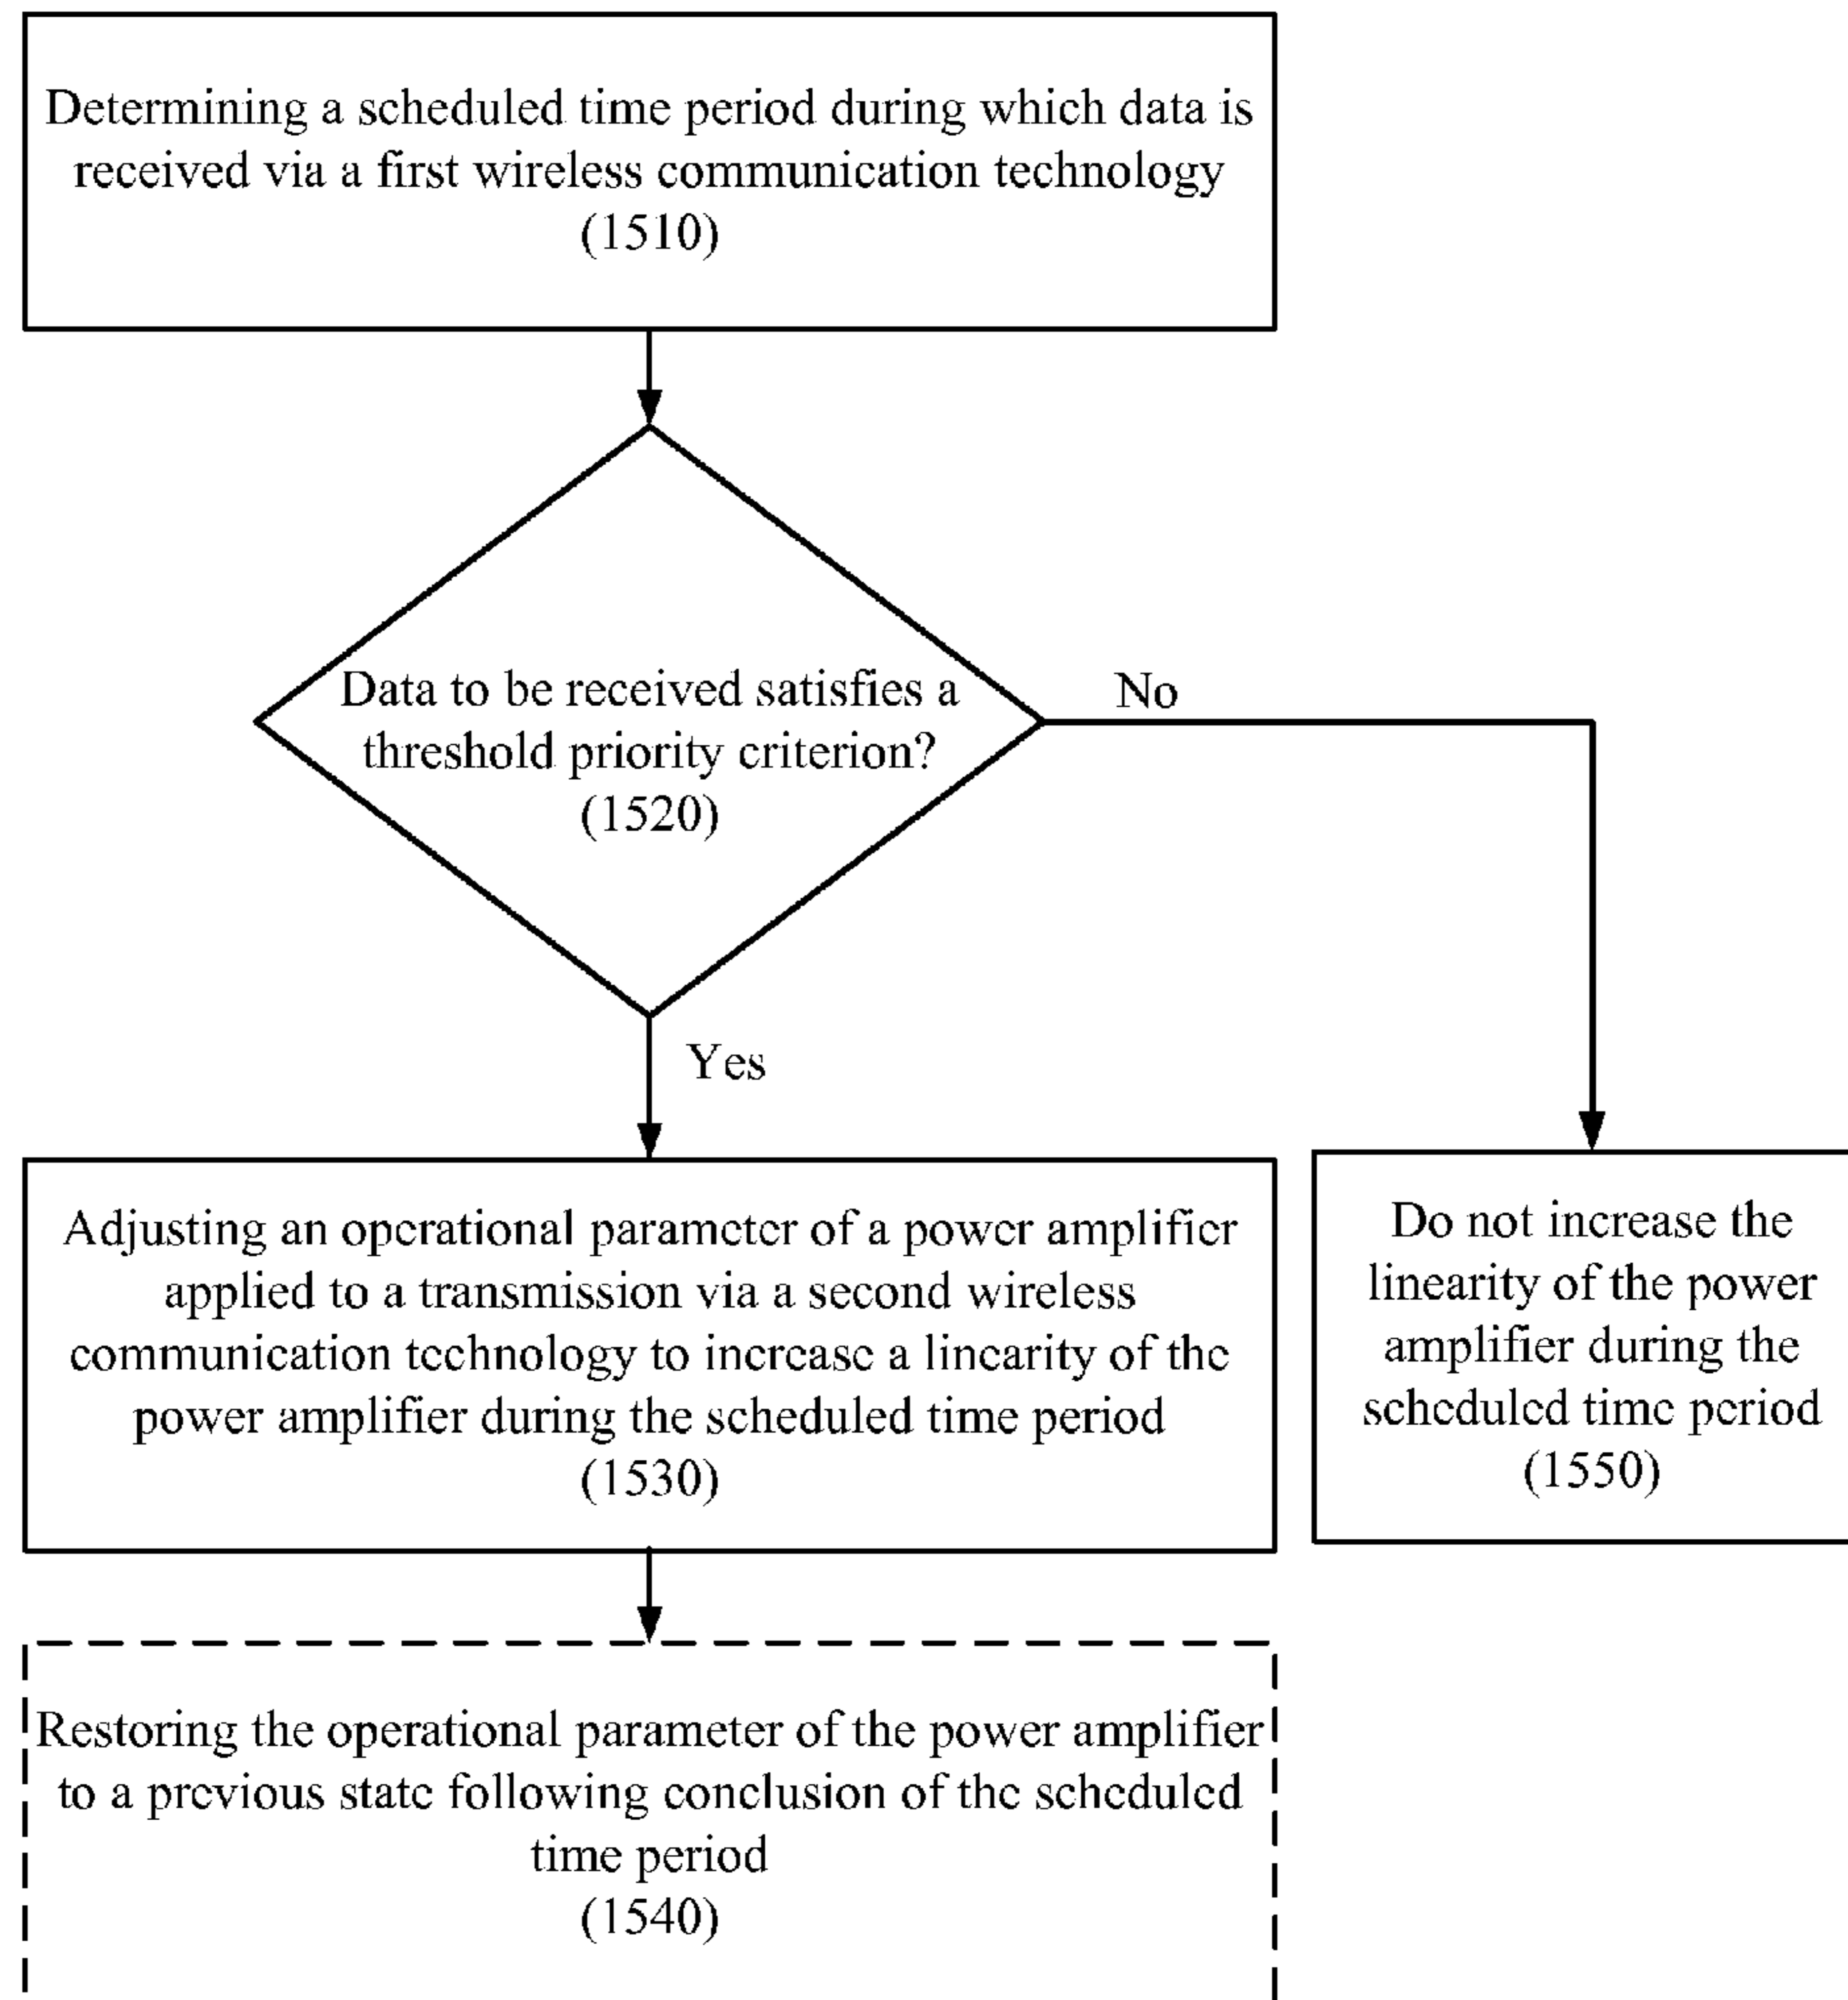 Determining a scheduled time period during which data is
received via a first wireless communication technology
(1510)
Data to be received satisfies a
threshold priority criterion?
(1520)
No
Yes
Adjusting an operational parameter of a power amplifier
applied to a transmission via a second wireless
communication technology to increase a linearity of the
power amplifier during the scheduled time period
(1530)
Do not increase the
linearity of the power
amplifier during the
scheduled time period
(1550)
Restoring the operational parameter of the power amplifier
to a previous state following conclusion of the scheduled
time period
(1540)